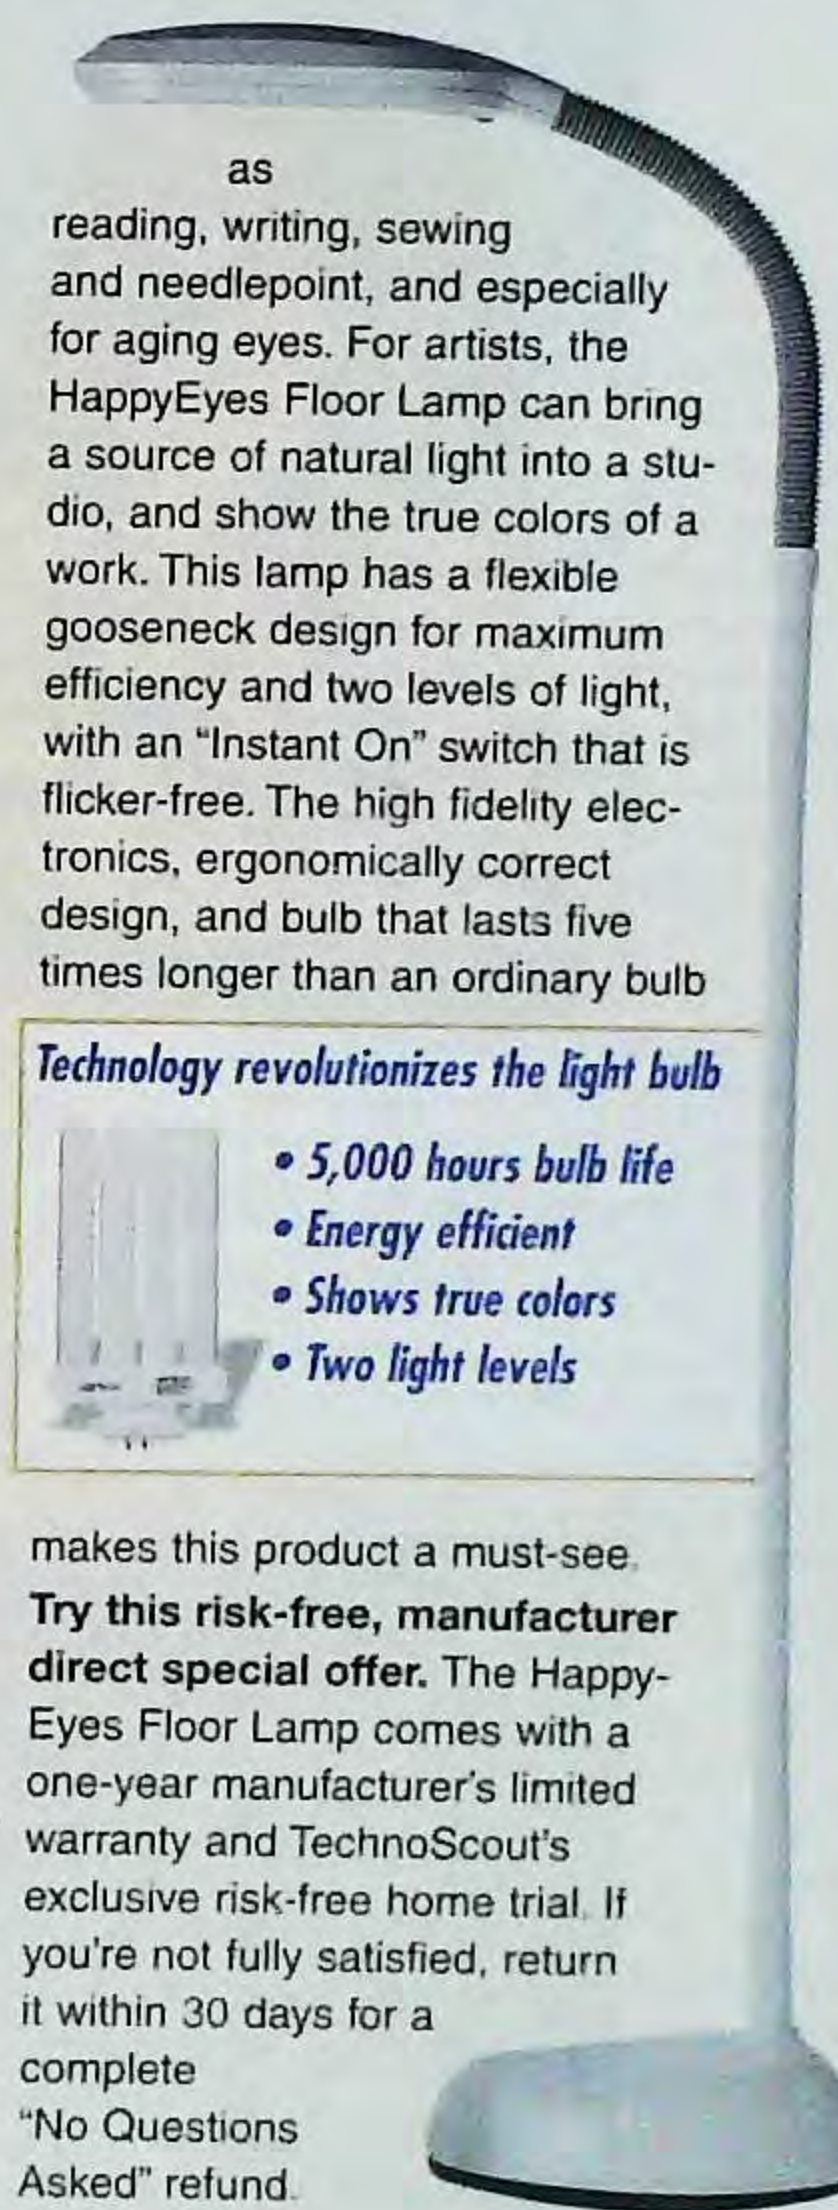 as
reading, writing, sewing
and needlepoint, and especially
for aging eyes. For artists, the
HappyEyes Floor Lamp can bring
a source of natural light into a stu-
dio, and show the true colors of a
work. This lamp has a flexible
gooseneck design for maximum
efficiency and two levels of light,
with an “Instant On” switch that is
flicker-free. The high fidelity elec-
tronics, ergonomically correct
design, and bulb that lasts five
times longer than an ordinary bulb
Technology revolutionizes the light bulb
• 5,000 hours bulb life
• Energy efficient
• Shows true colors
• Two light levels
makes this product a must-see.
Try this risk-free, manufacturer
direct special offer. The Happy-
Eyes Floor Lamp comes with a
one-year manufacturer's limited
warranty and TechnoScout's
exclusive risk-free home trial. If
you're not fully satisfied, return
it within 30 days for a
complete
“No Questions
Asked” refund.